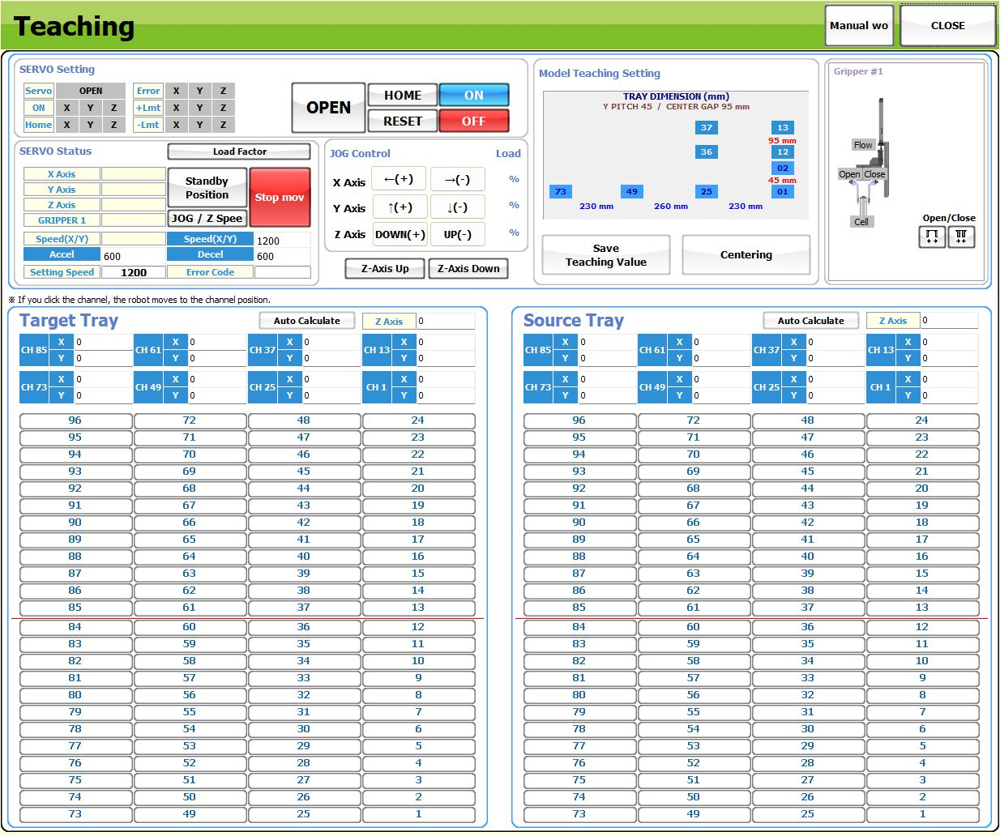 Teaching
Manual wo
CLOSE
SERVO Setting
Servo OPEN Error X Y Z
ON X Y Z +Lmt X Y Z
Home X Y Z -Lmt X Y Z
OPEN
HOME ON
RESET OFF
SERVO Status
Load Factor
X Axis
Y Axis
Z Axis
GRIPPER 1
Standby
Position
JOG / Z Spee
Stop mov
Speed(X/Y) Speed(X/Y) 1200
Accel 600 Decel 600
Setting Speed 1200 Error Code
JOG Control Load
X Axis ←(+) →(-) %
Y Axis ↑(+) ↓(-) %
Z Axis DOWN(+) UP(-) %
Z-Axis Up Z-Axis Down
Model Teaching Setting
TRAY DIMENSION (mm)
Y PITCH 45 / CENTER GAP 95 mm
37 13
95 mm
36 12
02
45 mm
73 49 25 01
230 mm 260 mm 230 mm
Save
Teaching Value
Centering
Gripper #1
Flow
Open Close
Cell
Open/Close
※ If you click the channel, the robot moves to the channel position.
Target Tray Auto Calculate Z Axis 0
CH 85 X 0 Y 0 CH 61 X 0 Y 0 CH 37 X 0 Y 0 CH 13 X 0 Y 0
CH 73 X 0 Y 0 CH 49 X 0 Y 0 CH 25 X 0 Y 0 CH 1 X 0 Y 0
96 72 48 24
95 71 47 23
94 70 46 22
93 69 45 21
92 68 44 20
91 67 43 19
90 66 42 18
89 65 41 17
88 64 40 16
87 63 39 15
86 62 38 14
85 61 37 13
84 60 36 12
83 59 35 11
82 58 34 10
81 57 33 9
80 56 32 8
79 55 31 7
78 54 30 6
77 53 29 5
76 52 28 4
75 51 27 3
74 50 26 2
73 49 25 1
Source Tray Auto Calculate Z Axis 0
CH 85 X 0 Y 0 CH 61 X 0 Y 0 CH 37 X 0 Y 0 CH 13 X 0 Y 0
CH 73 X 0 Y 0 CH 49 X 0 Y 0 CH 25 X 0 Y 0 CH 1 X 0 Y 0
96 72 48 24
95 71 47 23
94 70 46 22
93 69 45 21
92 68 44 20
91 67 43 19
90 66 42 18
89 65 41 17
88 64 40 16
87 63 39 15
86 62 38 14
85 61 37 13
84 60 36 12
83 59 35 11
82 58 34 10
81 57 33 9
80 56 32 8
79 55 31 7
78 54 30 6
77 53 29 5
76 52 28 4
75 51 27 3
74 50 26 2
73 49 25 1